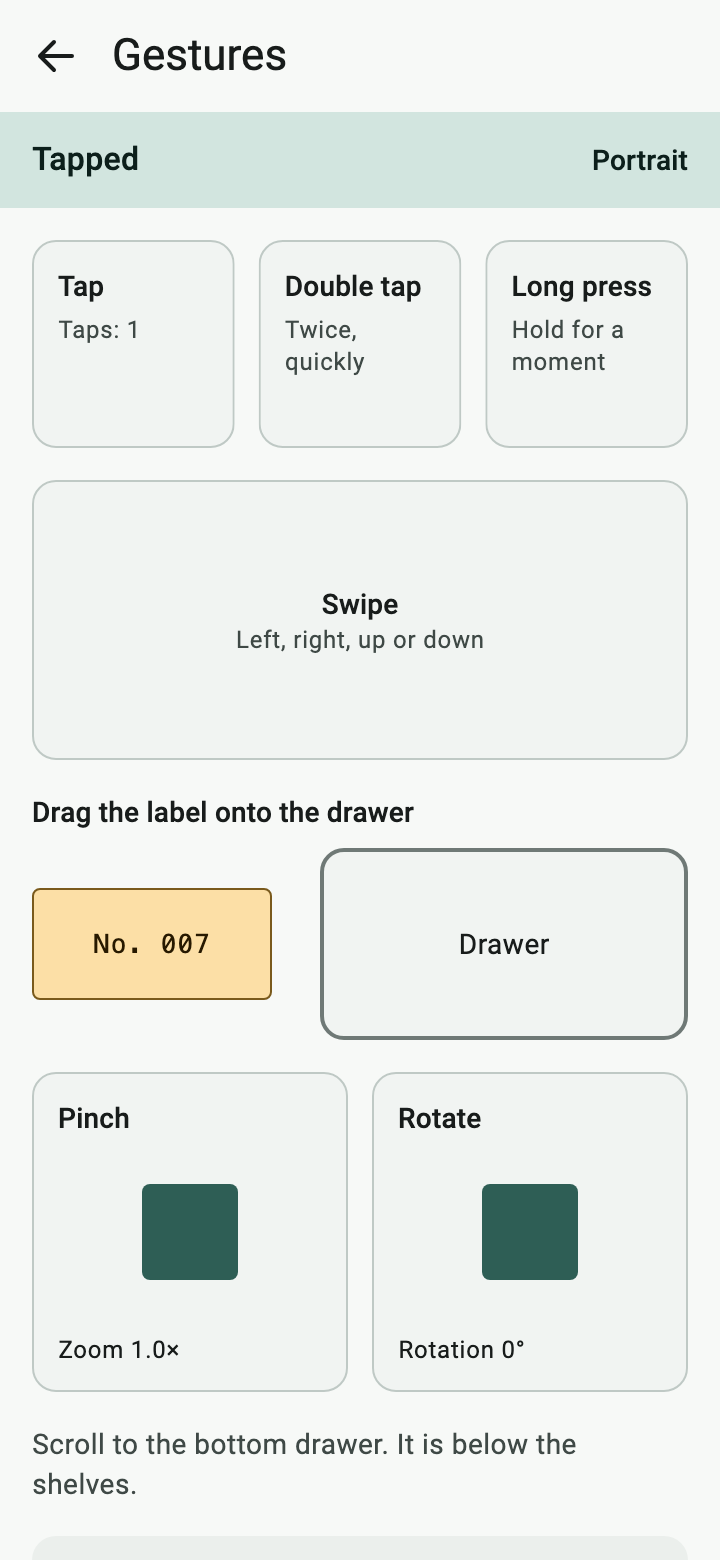 Gestures
Tapped
Portrait
Tap
Taps: 1
Double tap
Twice,
quickly
Long press
Hold for a
moment
Swipe
Left, right, up or down
Drag the label onto the drawer
No. 007
Drawer
Pinch
Zoom 1.0×
Rotate
Rotation 0°
Scroll to the bottom drawer. It is below the
shelves.